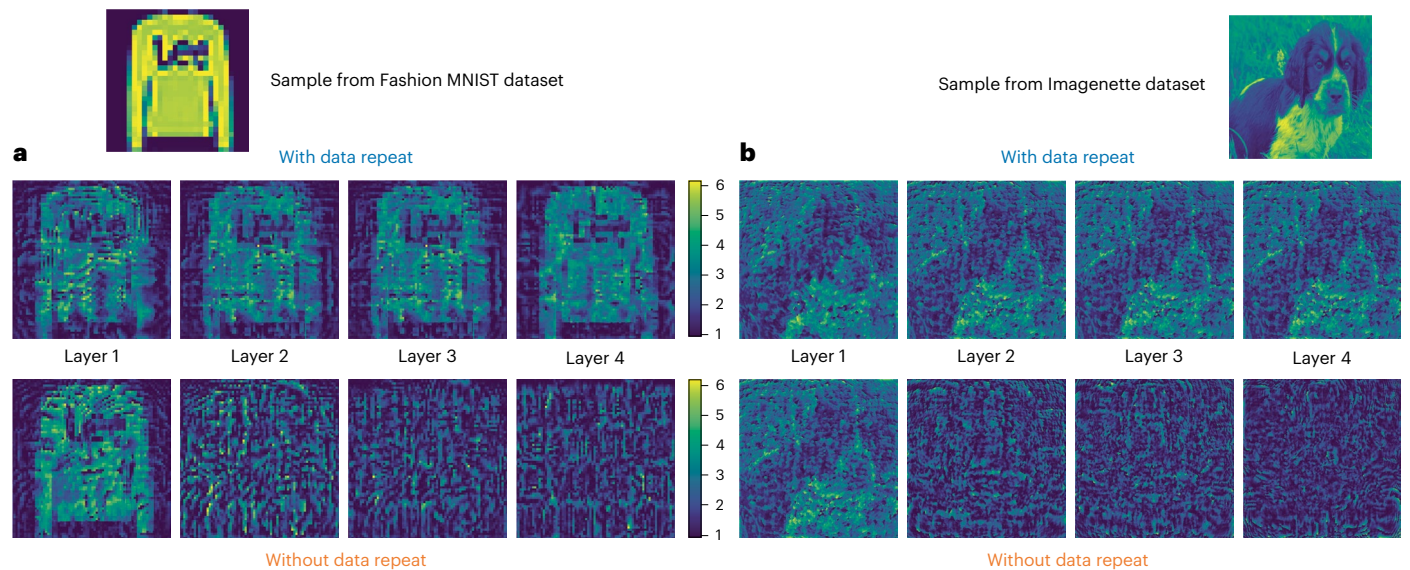 Sample from Fashion MNIST dataset
Sample from Imagenette dataset
a
With data repeat
b
With data repeat
6
5
4
3
2
1
Layer 1
Layer 2
Layer 3
Layer 4
Layer 1
Layer 2
Layer 3
Layer 4
6
5
4
3
2
1
Without data repeat
Without data repeat